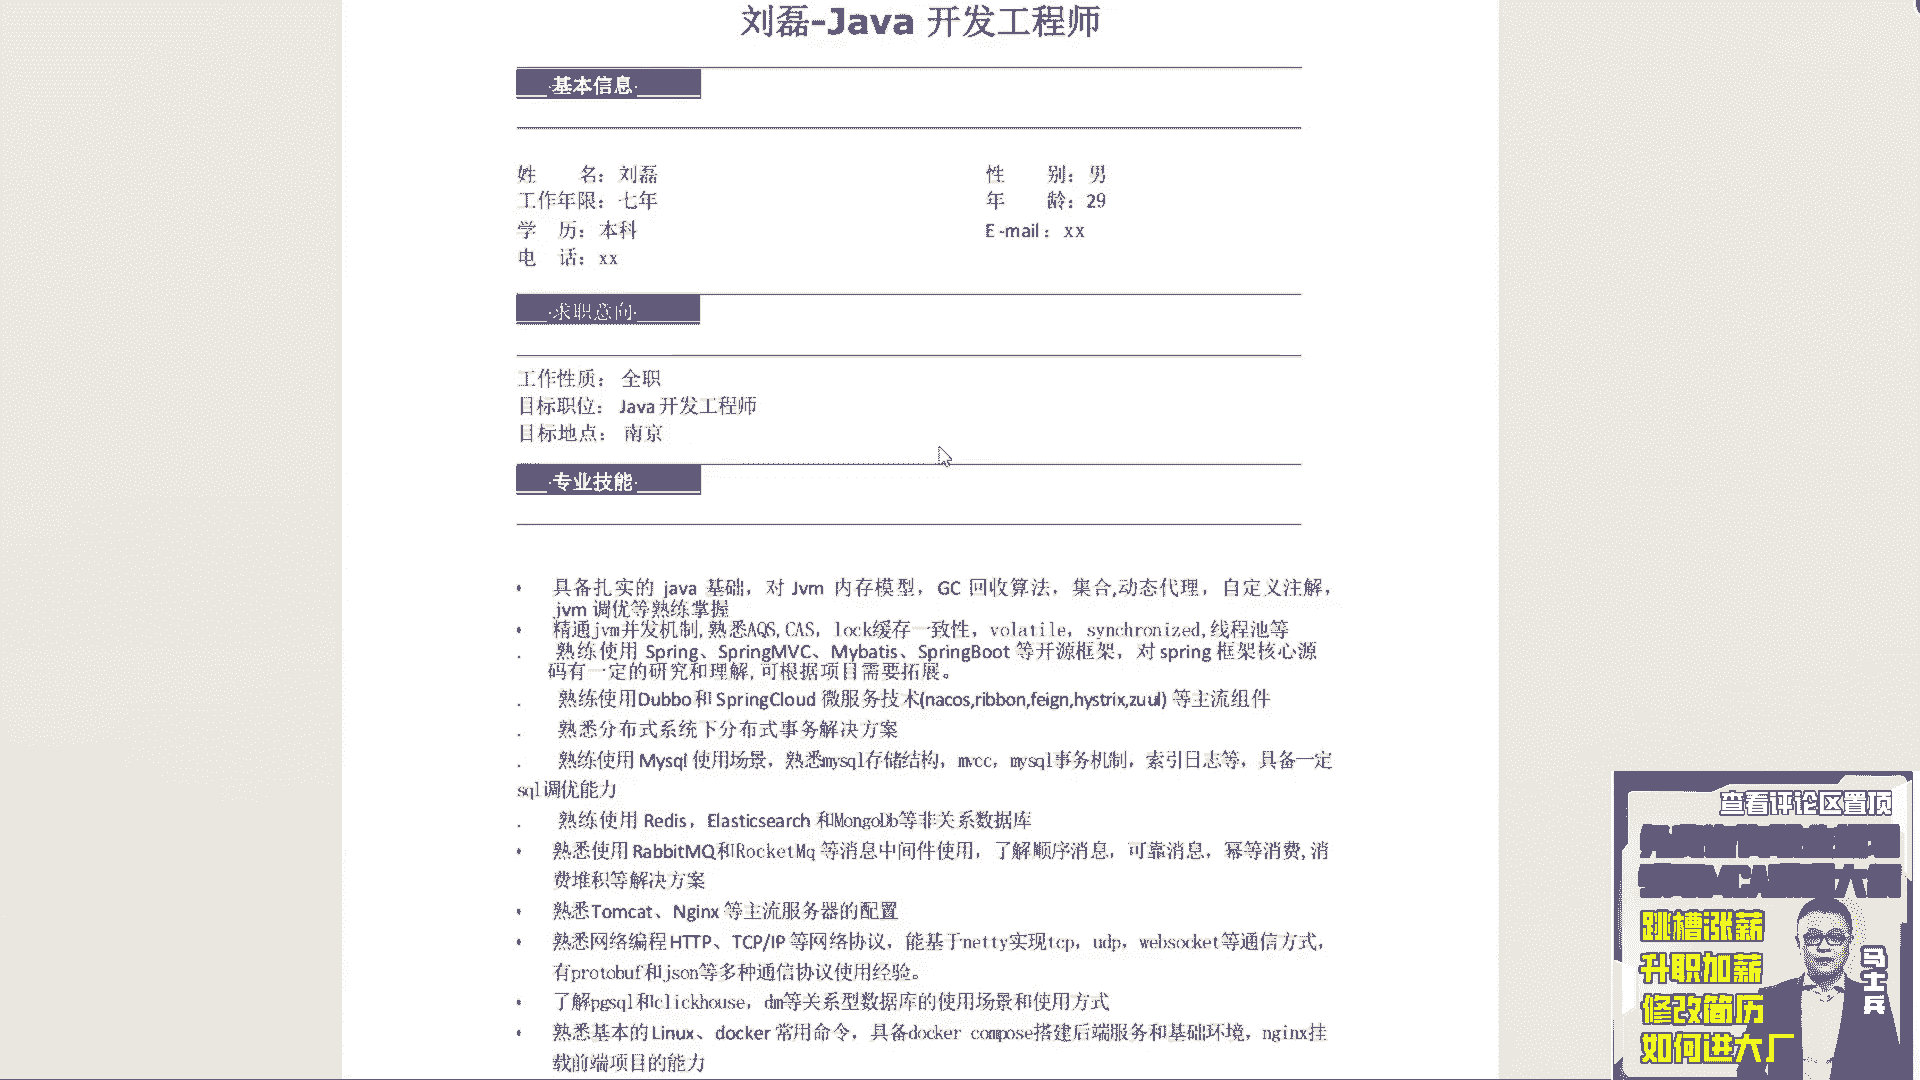 刘磊-Java 开发工程师
·基本信息·
姓 名：刘磊
性 别：男
工作年限：七年
年 龄：29
学 历：本科
E-mail：xx
电 话：xx
·求职意向·
工作性质： 全职
目标职位： Java 开发工程师
目标地点： 南京
·专业技能·
• 具备扎实的 java 基础，对 Jvm 内存模型，GC 回收算法，集合,动态代理，自定义注解，
jvm 调优等熟练掌握
• 精通jvm并发机制,熟悉AQS,CAS，lock缓存一致性，volatile，synchronized,线程池等
. 熟练使用 Spring、SpringMVC、Mybatis、SpringBoot 等开源框架，对 spring 框架核心源
码有一定的研究和理解,可根据项目需要拓展。
. 熟练使用Dubbo和 SpringCloud 微服务技术(nacos,ribbon,feign,hystrix,zuul) 等主流组件
. 熟悉分布式系统下分布式事务解决方案
. 熟练使用 Mysql 使用场景，熟悉mysql存储结构，mvcc，mysql事务机制，索引日志等，具备一定
sql调优能力
. 熟练使用 Redis，Elasticsearch 和MongoDb等非关系数据库
• 熟悉使用 RabbitMQ和RocketMq 等消息中间件使用，了解顺序消息，可靠消息，幂等消费,消
费堆积等解决方案
• 熟悉Tomcat、Nginx 等主流服务器的配置
• 熟悉网络编程HTTP、TCP/IP 等网络协议，能基于netty实现tcp，udp，websocket等通信方式，
有protobuf和json等多种通信协议使用经验。
• 了解pgsql和clickhouse，dm等关系型数据库的使用场景和使用方式
• 熟悉基本的 Linux、docker 常用命令，具备docker compose搭建后端服务和基础环境，nginx挂
载前端项目的能力
查看评论区置顶
跳槽涨薪
升职加薪
修改简历
如何进大厂
马士兵